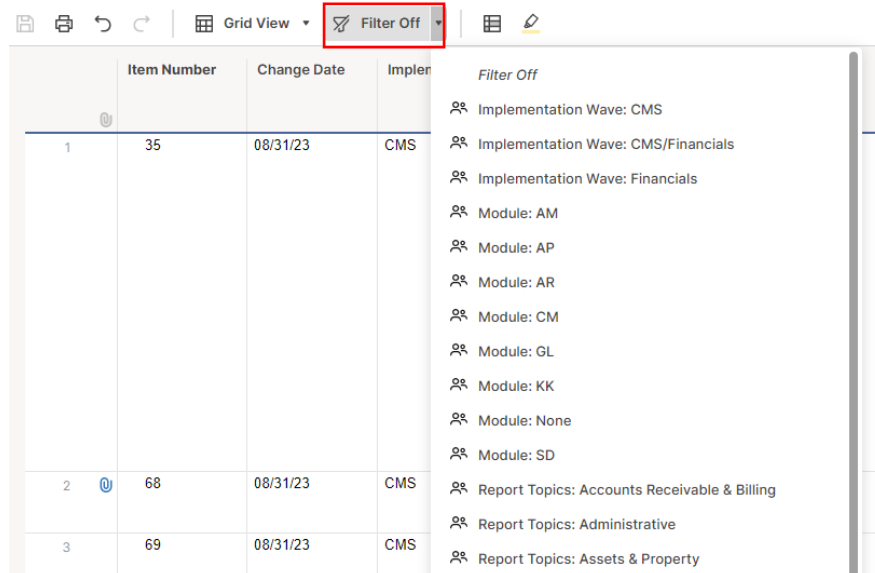 Grid View Filter Off
Item Number Change Date Implem
1 35 08/31/23 CMS
2 68 08/31/23 CMS
3 69 08/31/23 CMS
Filter Off
Implementation Wave: CMS
Implementation Wave: CMS/Financials
Implementation Wave: Financials
Module: AM
Module: AP
Module: AR
Module: CM
Module: GL
Module: KK
Module: None
Module: SD
Report Topics: Accounts Receivable & Billing
Report Topics: Administrative
Report Topics: Assets & Property